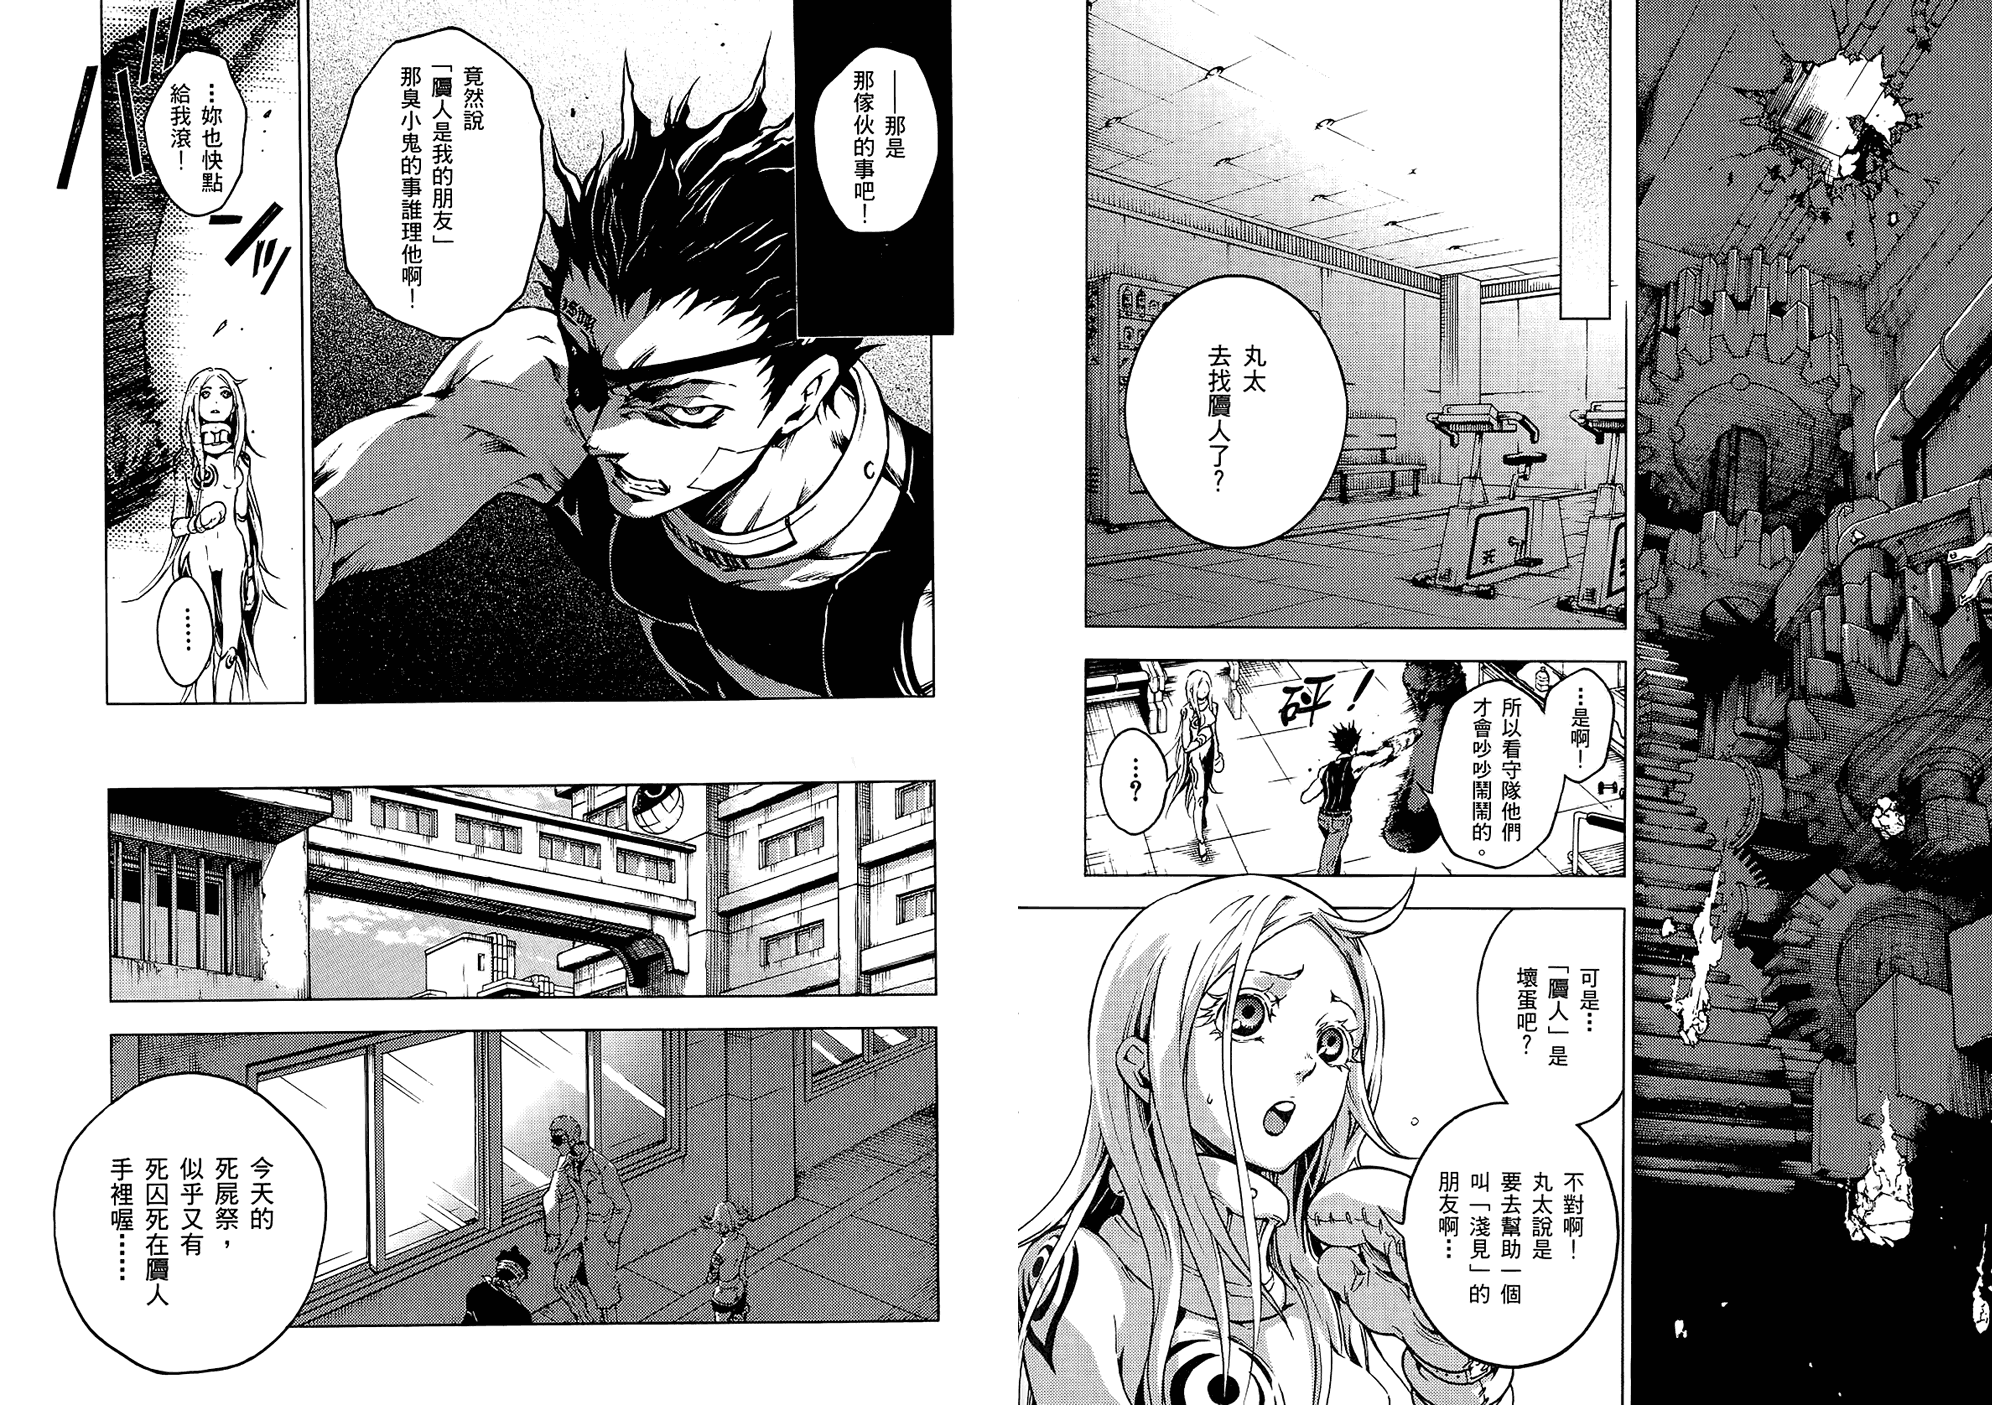 丸太
去找贗人了?
…是啊!
所以看守隊他們
才會吵吵鬧鬧的。
砰!
…?
可是…
「贗人」是
壞蛋吧?
不對啊!
丸太說是
要去幫助一個
叫「淺見」的
朋友啊…
——那是
那傢伙的事吧!
竟然說
「贗人是我的朋友」
那臭小鬼的事誰理他啊!
C
…妳也快點
給我滾!
……
今天的
死屍祭,
似乎又有
死囚死在贗人
手裡喔……